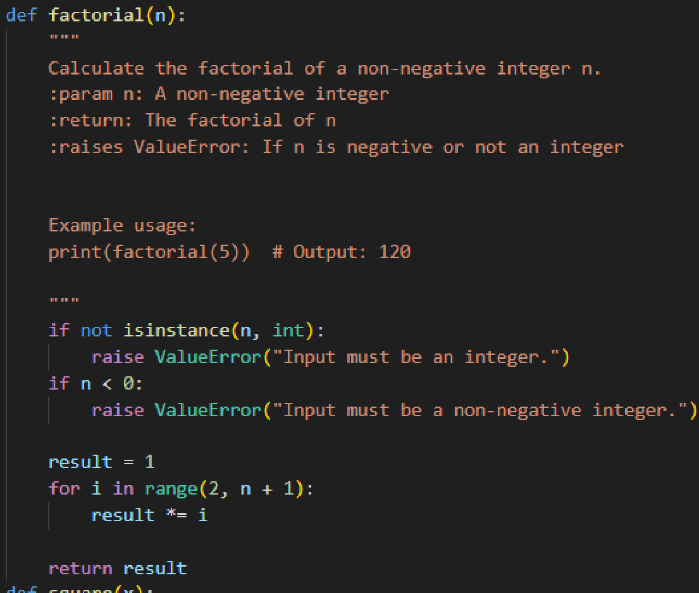 def factorial(n):
    """
    Calculate the factorial of a non-negative integer n.
    :param n: A non-negative integer
    :return: The factorial of n
    :raises ValueError: If n is negative or not an integer
    Example usage:
    print(factorial(5))  # Output: 120
    """
    if not isinstance(n, int):
        raise ValueError("Input must be an integer.")
    if n < 0:
        raise ValueError("Input must be a non-negative integer.")
    result = 1
    for i in range(2, n + 1):
        result *= i
    return result
def square(x):